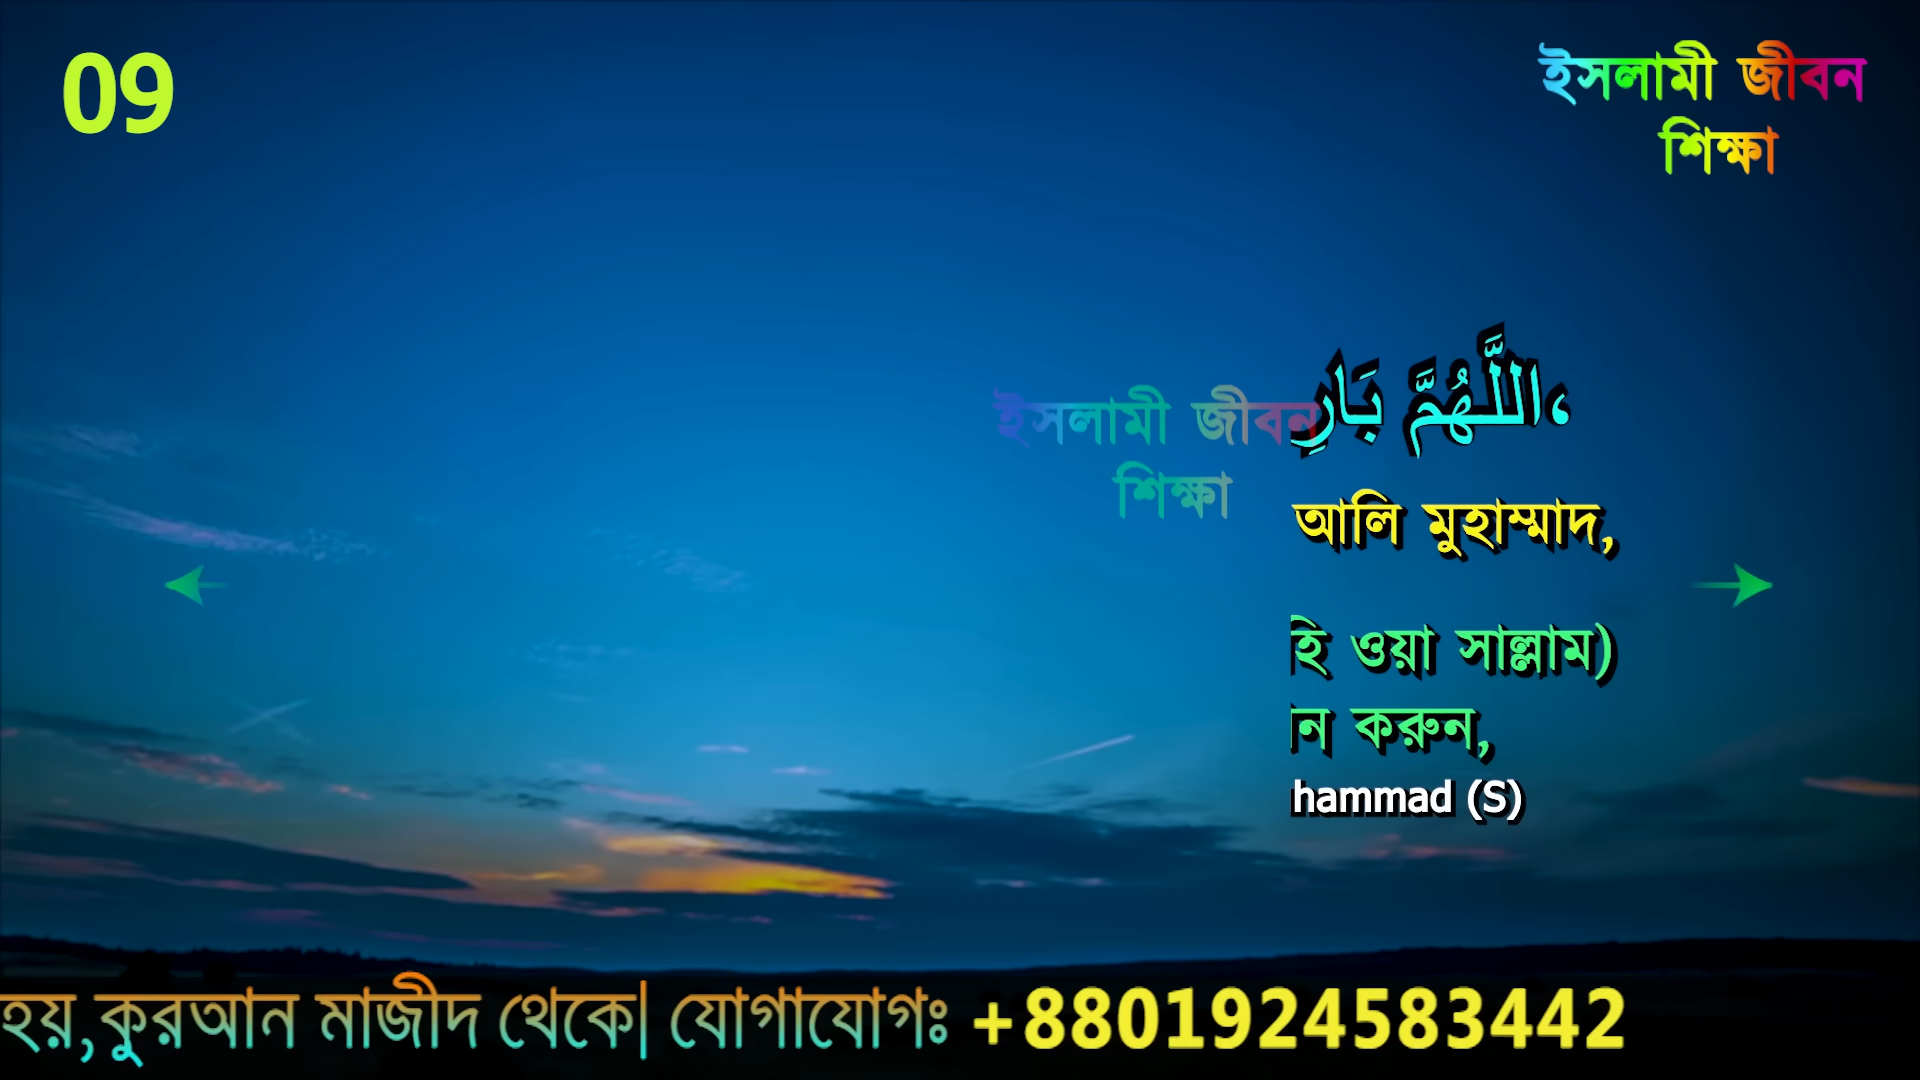 09
ইসলামী জীবন
শিক্ষা
،اللَّهُمَّ بَارِ
ইসলামী জীবন
শিক্ষা
আলি মুহাম্মাদ,
হি ওয়া সাল্লাম)
ন করুন,
hammad (S)
হয়,কুরআন মাজীদ থেকে| যোগাযোগঃ +8801924583442